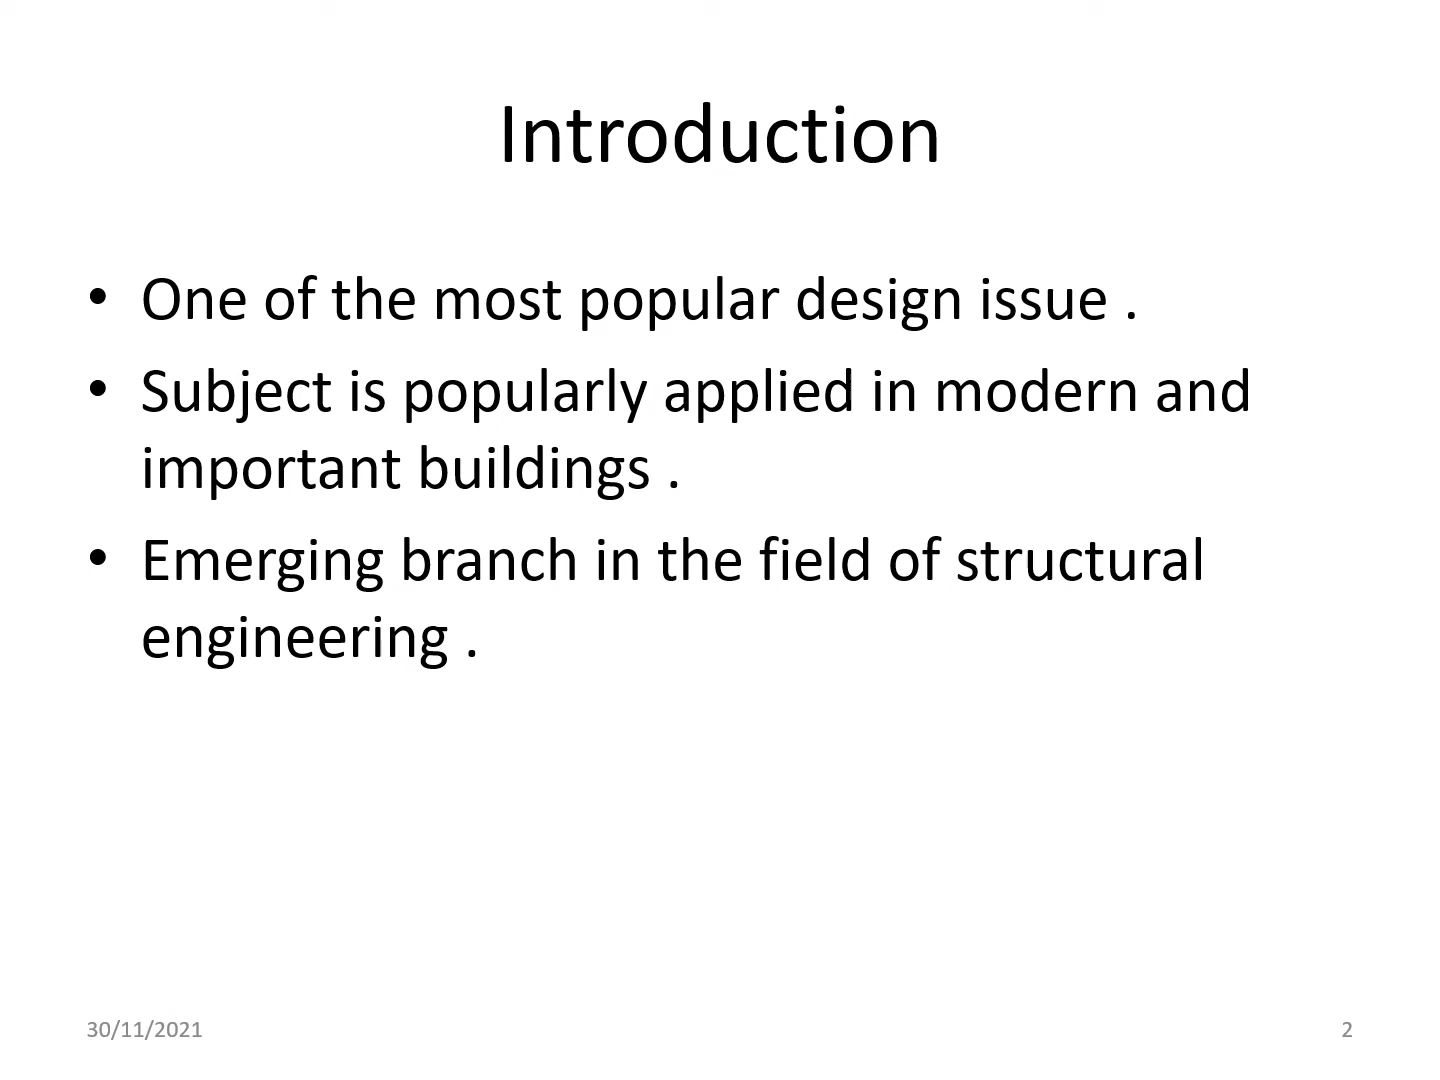 Introduction
• One of the most popular design issue .
• Subject is popularly applied in modern and
important buildings .
• Emerging branch in the field of structural
engineering .
30/11/2021
2